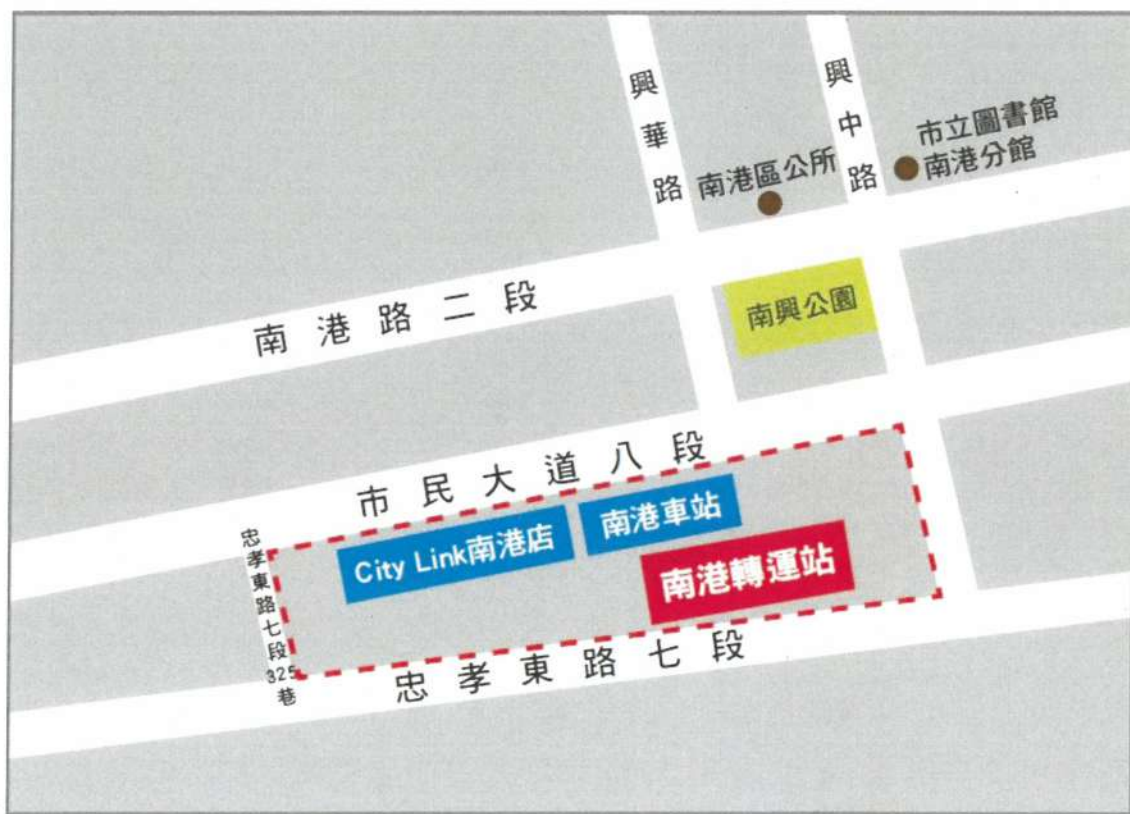 興華路
興中路
市立圖書館
南港分館
南港區公所
南港路二段
南興公園
市民大道八段
City Link南港店
南港車站
南港轉運站
忠孝東路七段325巷
忠孝東路七段